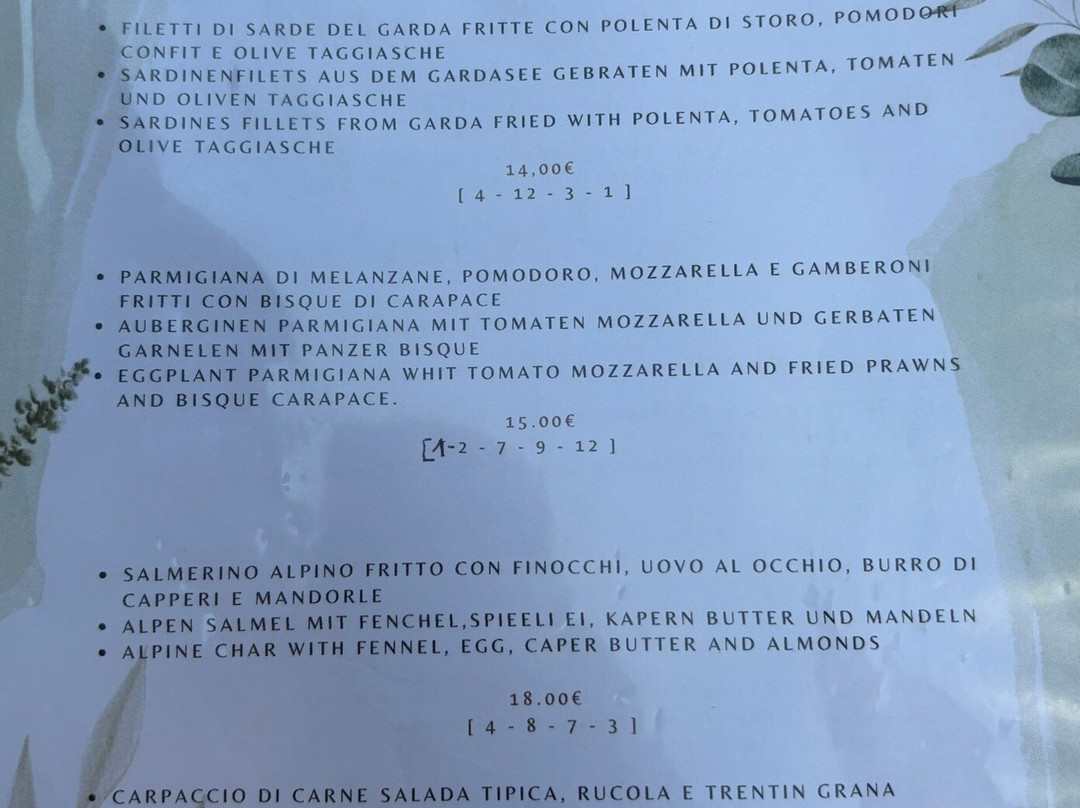 • FILETTI DI SARDE DEL GARDA FRITTE CON POLENTA DI STORO, POMODORI
CONFIT E OLIVE TAGGIASCHE
• SARDINENFILETS AUS DEM GARDASEE GEBRATEN MIT POLENTA, TOMATEN
UND OLIVEN TAGGIASCHE
• SARDINES FILLETS FROM GARDA FRIED WITH POLENTA, TOMATOES AND
OLIVE TAGGIASCHE
14,00€
[ 4 - 12 - 3 - 1 ]
• PARMIGIANA DI MELANZANE, POMODORO, MOZZARELLA E GAMBERONI
FRITTI CON BISQUE DI CARAPACE
• AUBERGINEN PARMIGIANA MIT TOMATEN MOZZARELLA UND GERBATEN
GARNELEN MIT PANZER BISQUE
• EGGPLANT PARMIGIANA WHIT TOMATO MOZZARELLA AND FRIED PRAWNS
AND BISQUE CARAPACE.
15.00€
[1-2 - 7 - 9 - 12 ]
• SALMERINO ALPINO FRITTO CON FINOCCHI, UOVO AL OCCHIO, BURRO DI
CAPPERI E MANDORLE
• ALPEN SALMEL MIT FENCHEL,SPIEELI EI, KAPERN BUTTER UND MANDELN
• ALPINE CHAR WITH FENNEL, EGG, CAPER BUTTER AND ALMONDS
18.00€
[ 4 - 8 - 7 - 3 ]
• CARPACCIO DI CARNE SALADA TIPICA, RUCOLA E TRENTIN GRANA